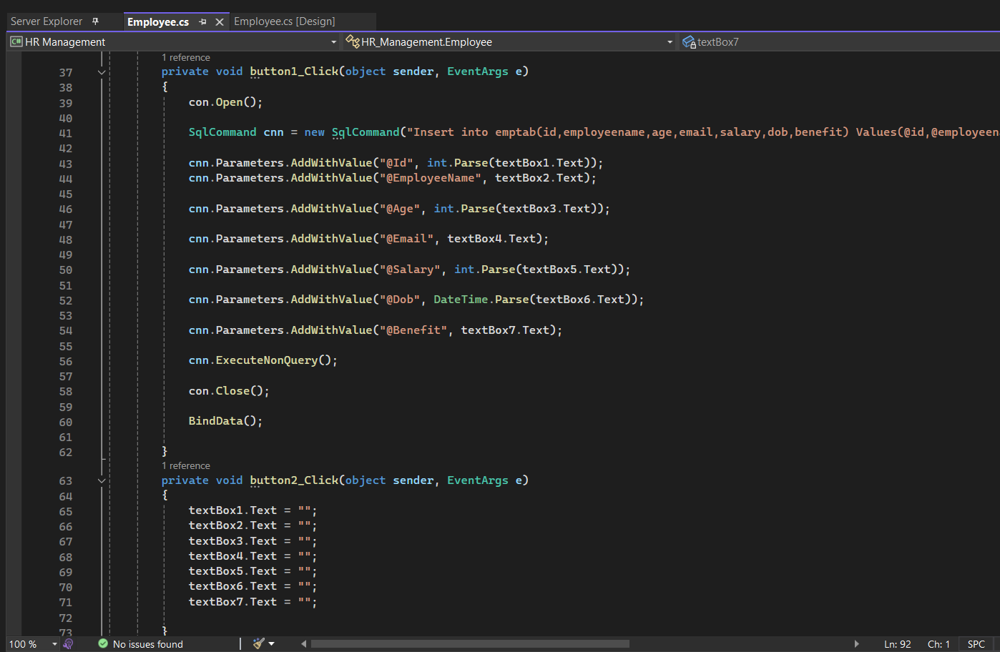 Server Explorer Employee.cs Employee.cs [Design]
C# HR Management HR_Management.Employee textBox7
1 reference
37 private void button1_Click(object sender, EventArgs e)
38 {
39 con.Open();
40
41 SqlCommand cnn = new SqlCommand("Insert into emptab(id,employeename,age,email,salary,dob,benefit) Values(@id,@employeena
42
43 cnn.Parameters.AddWithValue("@Id", int.Parse(textBox1.Text));
44 cnn.Parameters.AddWithValue("@EmployeeName", textBox2.Text);
45
46 cnn.Parameters.AddWithValue("@Age", int.Parse(textBox3.Text));
47
48 cnn.Parameters.AddWithValue("@Email", textBox4.Text);
49
50 cnn.Parameters.AddWithValue("@Salary", int.Parse(textBox5.Text));
51
52 cnn.Parameters.AddWithValue("@Dob", DateTime.Parse(textBox6.Text));
53
54 cnn.Parameters.AddWithValue("@Benefit", textBox7.Text);
55
56 cnn.ExecuteNonQuery();
57
58 con.Close();
59
60 BindData();
61
62 }
1 reference
63 private void button2_Click(object sender, EventArgs e)
64 {
65 textBox1.Text = "";
66 textBox2.Text = "";
67 textBox3.Text = "";
68 textBox4.Text = "";
69 textBox5.Text = "";
70 textBox6.Text = "";
71 textBox7.Text = "";
72
73 }
100 % No issues found Ln: 92 Ch: 1 SPC